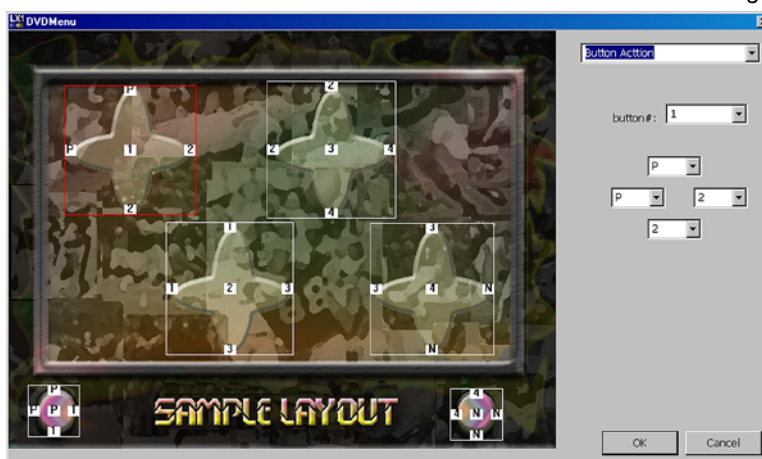 DVDMenu
Button Acttion
P
P 1 2
2
2
2 3 4
4
button#: 1
P
P 2
2
1
1 2 3
3
3
3 4 N
N
P
P P 1
1
SAMPLE LAYOUT
4
4 N N
N
OK Cancel